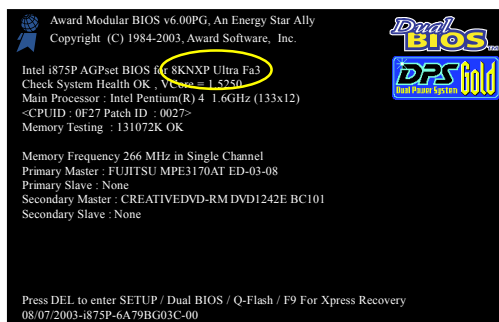 Award Modular BIOS v6.00PG, An Energy Star Ally
Copyright (C) 1984-2003, Award Software, Inc.
Dual
BIOS
DPS Gold
Dual Power System
Intel i875P AGPset BIOS for 8KNXP Ultra Fa3
Check System Health OK , VCore = 1.5250
Main Processor : Intel Pentium(R) 4 1.6GHz (133x12)
<CPUID : 0F27 Patch ID : 0027>
Memory Testing : 131072K OK
Memory Frequency 266 MHz in Single Channel
Primary Master : FUJITSU MPE3170AT ED-03-08
Primary Slave : None
Secondary Master : CREATIVEDVD-RM DVD1242E BC101
Secondary Slave : None
Press DEL to enter SETUP / Dual BIOS / Q-Flash / F9 For Xpress Recovery
08/07/2003-i875P-6A79BG03C-00